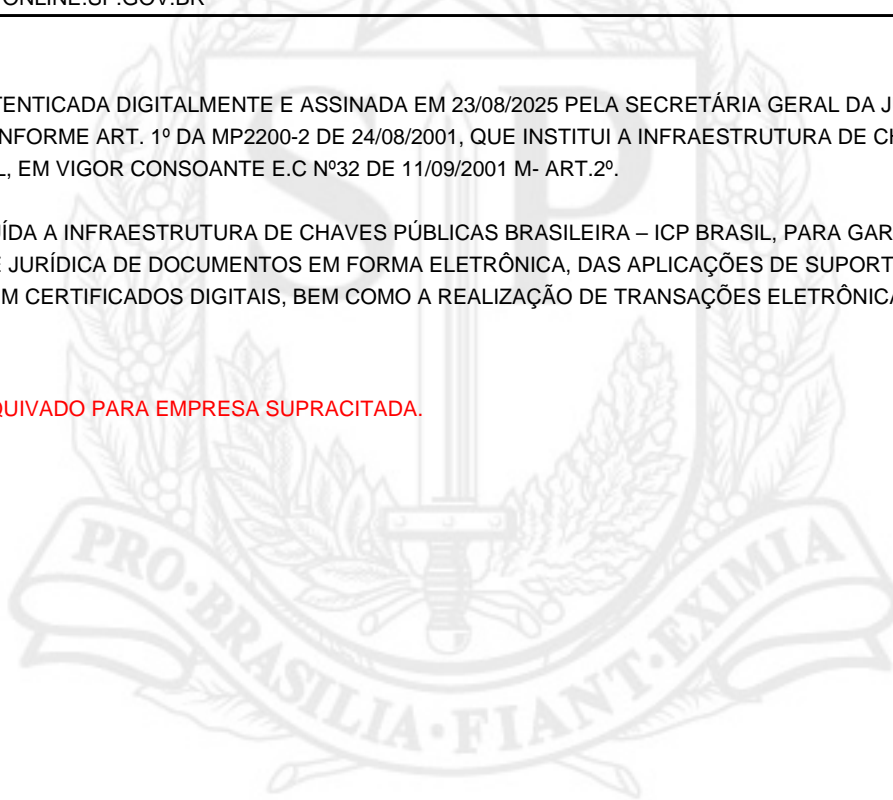 ONLINE.SP.GOV.BR
TENTICADA DIGITALMENTE E ASSINADA EM 23/08/2025 PELA SECRETÁRIA GERAL DA J
NFORME ART. 1º DA MP2200-2 DE 24/08/2001, QUE INSTITUI A INFRAESTRUTURA DE C
L, EM VIGOR CONSOANTE E.C Nº32 DE 11/09/2001 M- ART.2º.
ÍDA A INFRAESTRUTURA DE CHAVES PÚBLICAS BRASILEIRA – ICP BRASIL, PARA GAR
E JURÍDICA DE DOCUMENTOS EM FORMA ELETRÔNICA, DAS APLICAÇÕES DE SUPORT
M CERTIFICADOS DIGITAIS, BEM COMO A REALIZAÇÃO DE TRANSAÇÕES ELETRÔNICA
QUIVADO PARA EMPRESA SUPRACITADA.
SP
PRO·BRASILIA·FIANT·EXIMIA